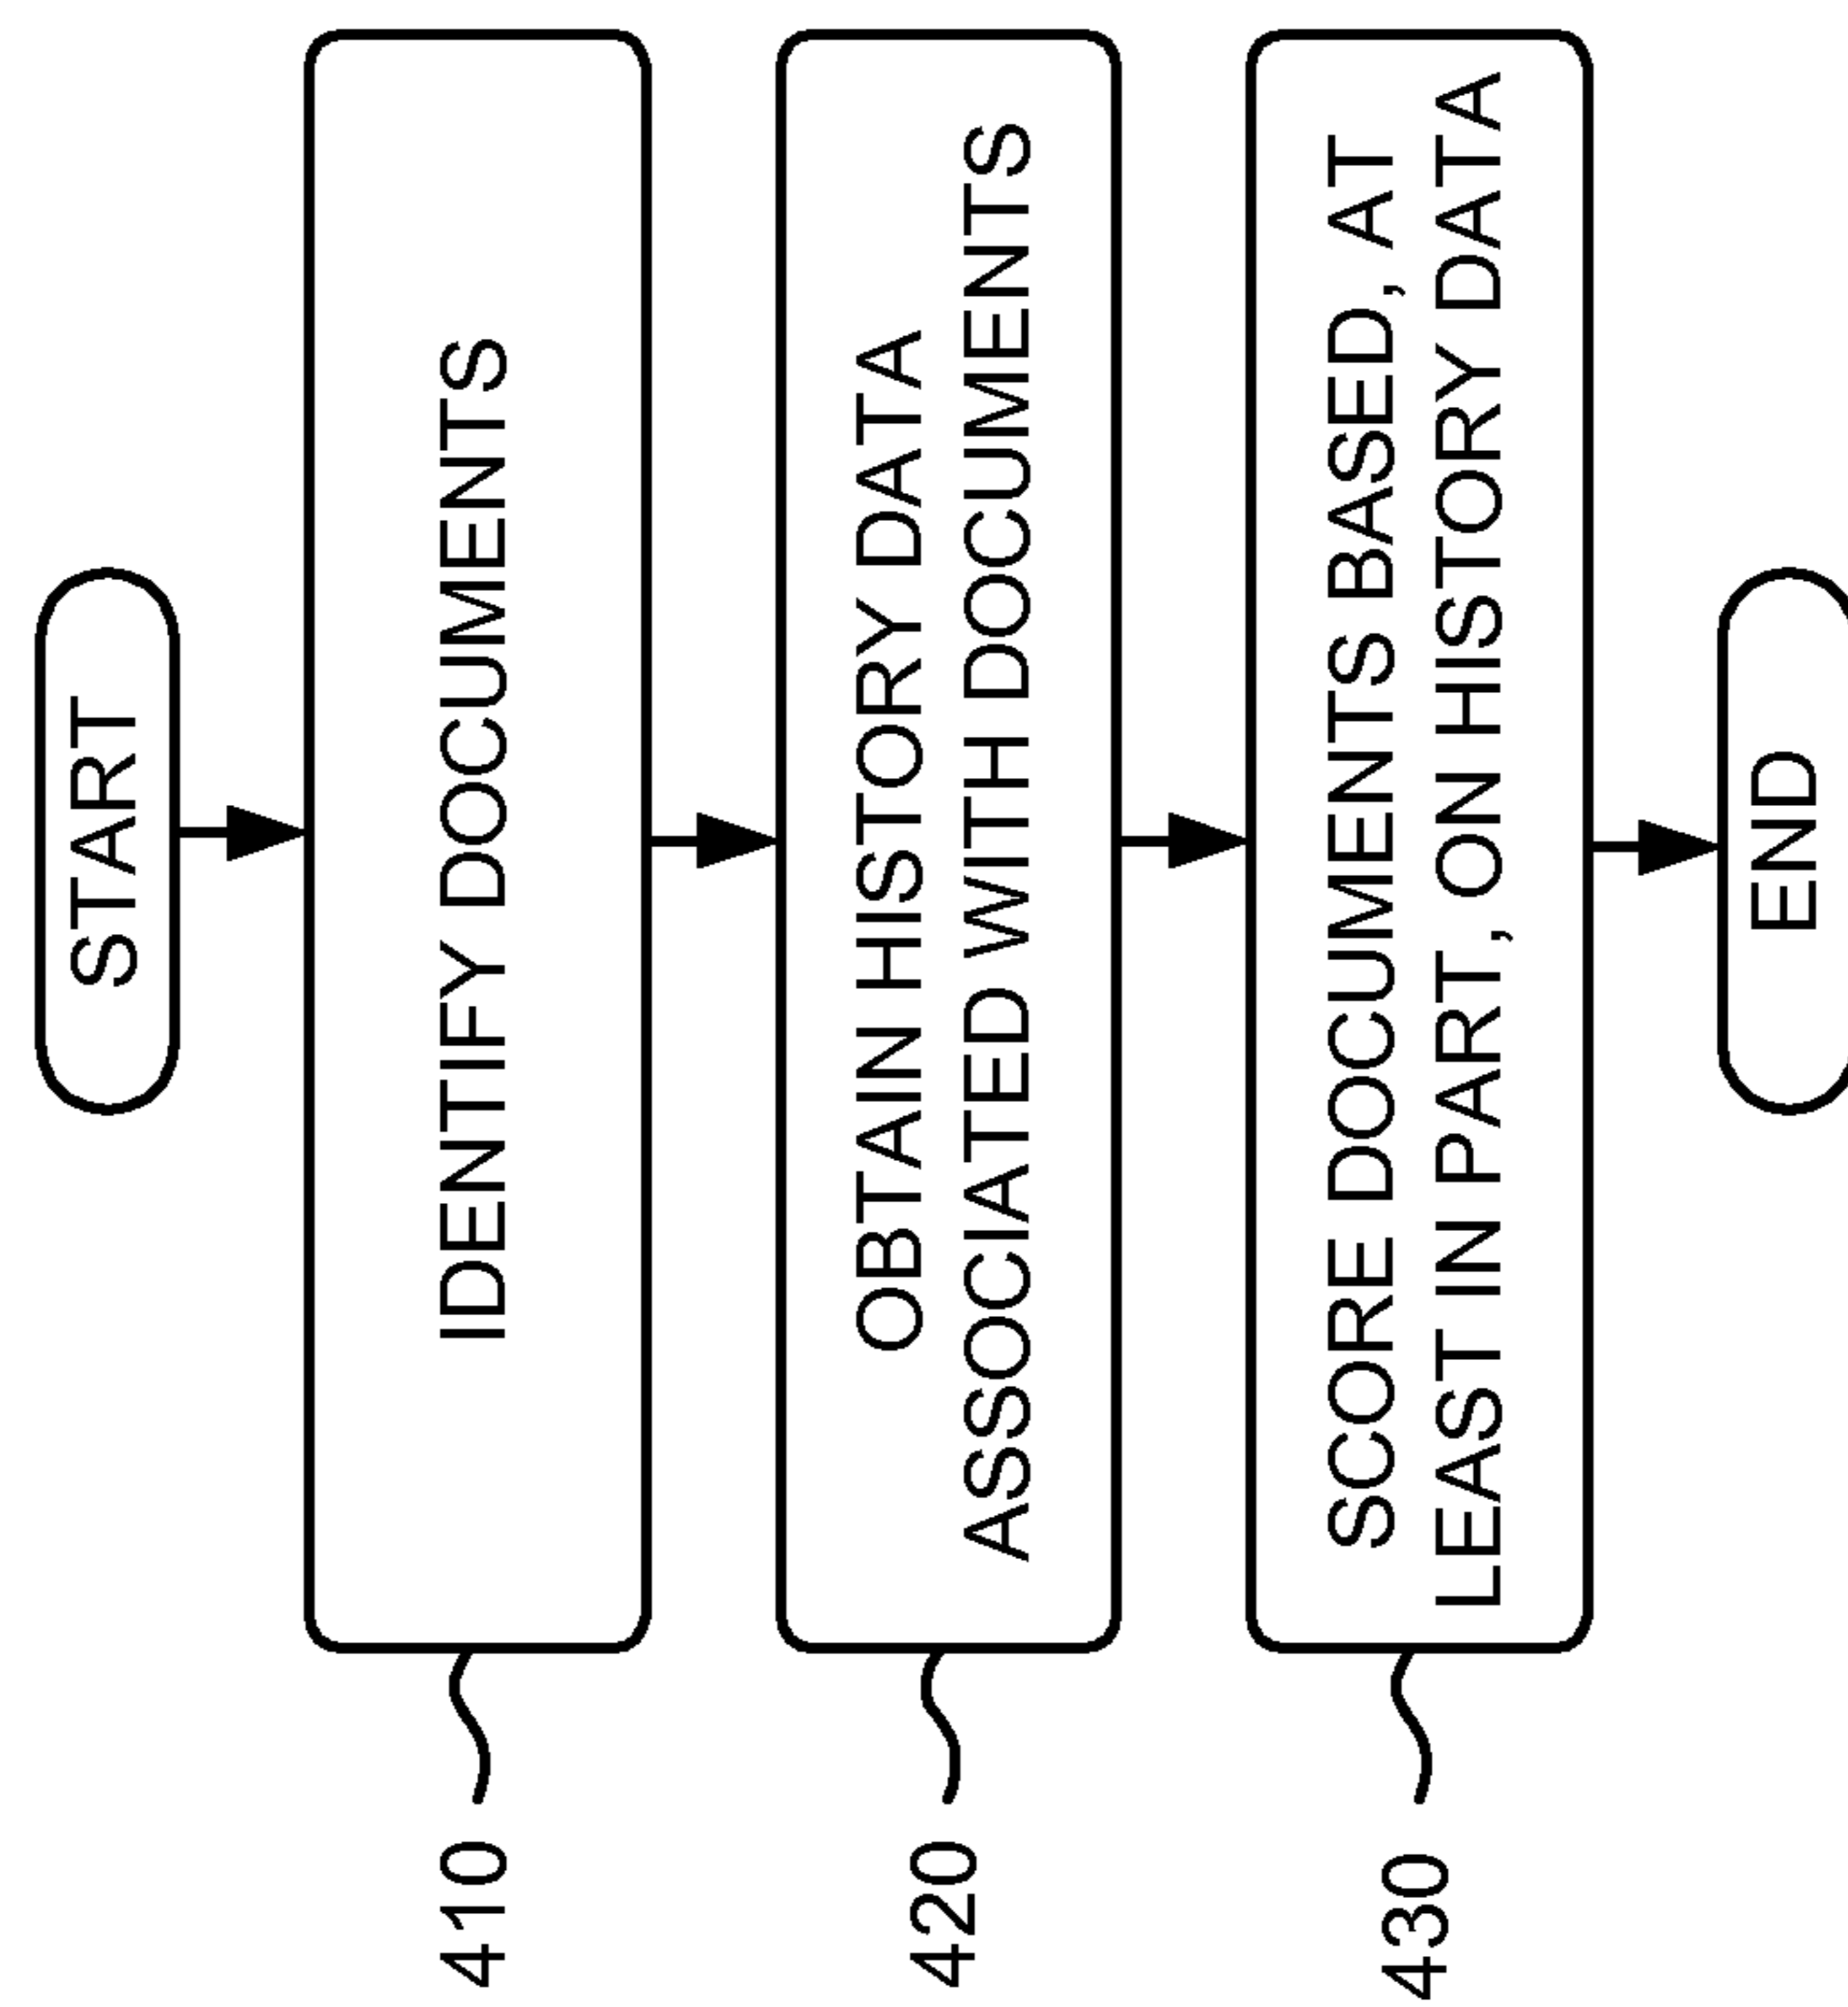 START
410
IDENTIFY DOCUMENTS
420
OBTAIN HISTORY DATA
ASSOCIATED WITH DOCUMENTS
430
SCORE DOCUMENTS BASED, AT
LEAST IN PART, ON HISTORY DATA
END